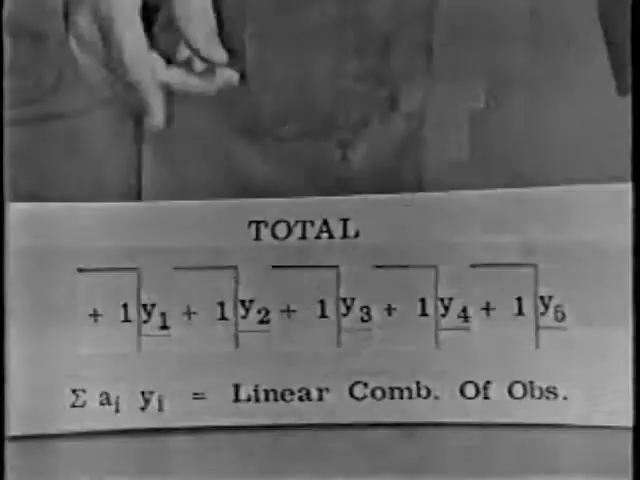 TOTAL
+ 1 y₁ + 1 y₂ + 1 y₃ + 1 y₄ + 1 y₅
Σ aᵢ yᵢ = Linear Comb. Of Obs.